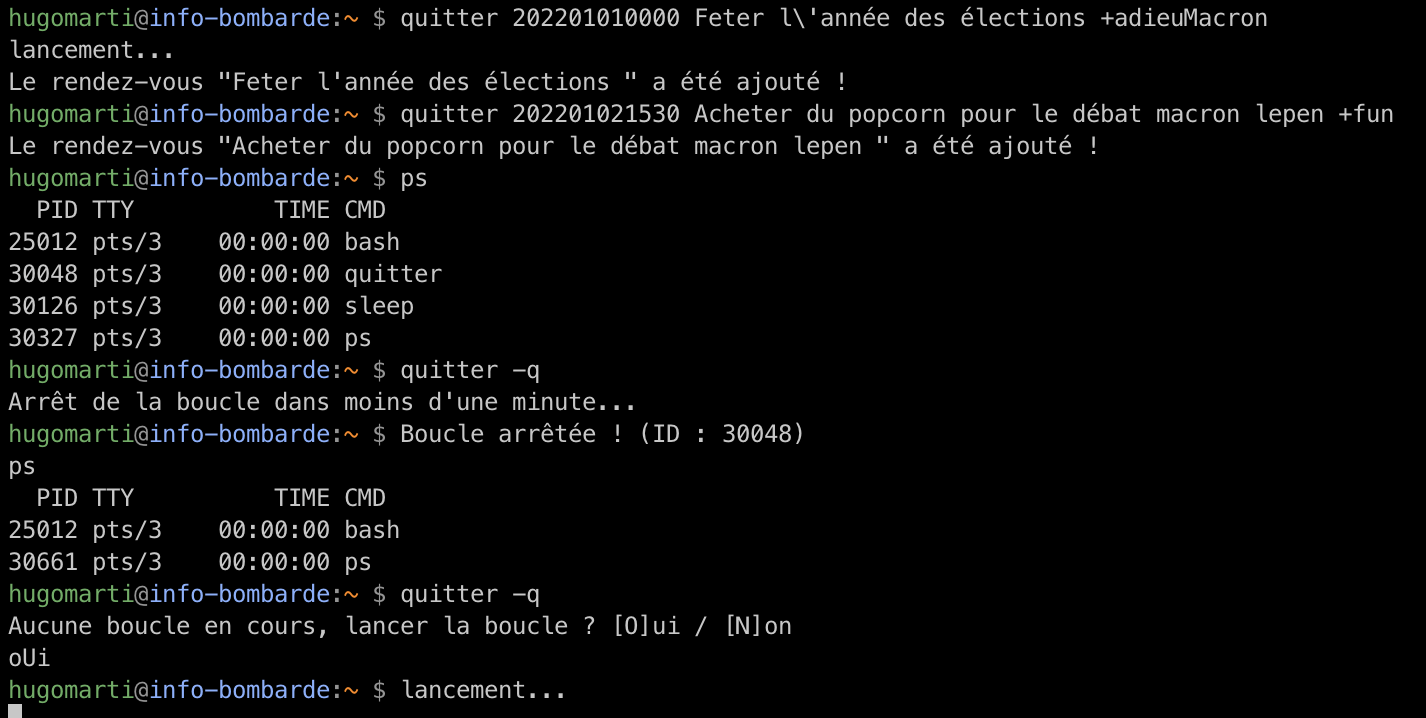 hugomarti@info-bombarde:~ $ quitter 202201010000 Feter l\'année des élections +adieuMacron
lancement...
Le rendez-vous "Feter l'année des élections " a été ajouté !
hugomarti@info-bombarde:~ $ quitter 202201021530 Acheter du popcorn pour le débat macron lepen +fun
Le rendez-vous "Acheter du popcorn pour le débat macron lepen " a été ajouté !
hugomarti@info-bombarde:~ $ ps
  PID TTY          TIME CMD
25012 pts/3    00:00:00 bash
30048 pts/3    00:00:00 quitter
30126 pts/3    00:00:00 sleep
30327 pts/3    00:00:00 ps
hugomarti@info-bombarde:~ $ quitter -q
Arrêt de la boucle dans moins d'une minute...
hugomarti@info-bombarde:~ $ Boucle arrêtée ! (ID : 30048)
ps
  PID TTY          TIME CMD
25012 pts/3    00:00:00 bash
30661 pts/3    00:00:00 ps
hugomarti@info-bombarde:~ $ quitter -q
Aucune boucle en cours, lancer la boucle ? [O]ui / [N]on
oUi
hugomarti@info-bombarde:~ $ lancement...